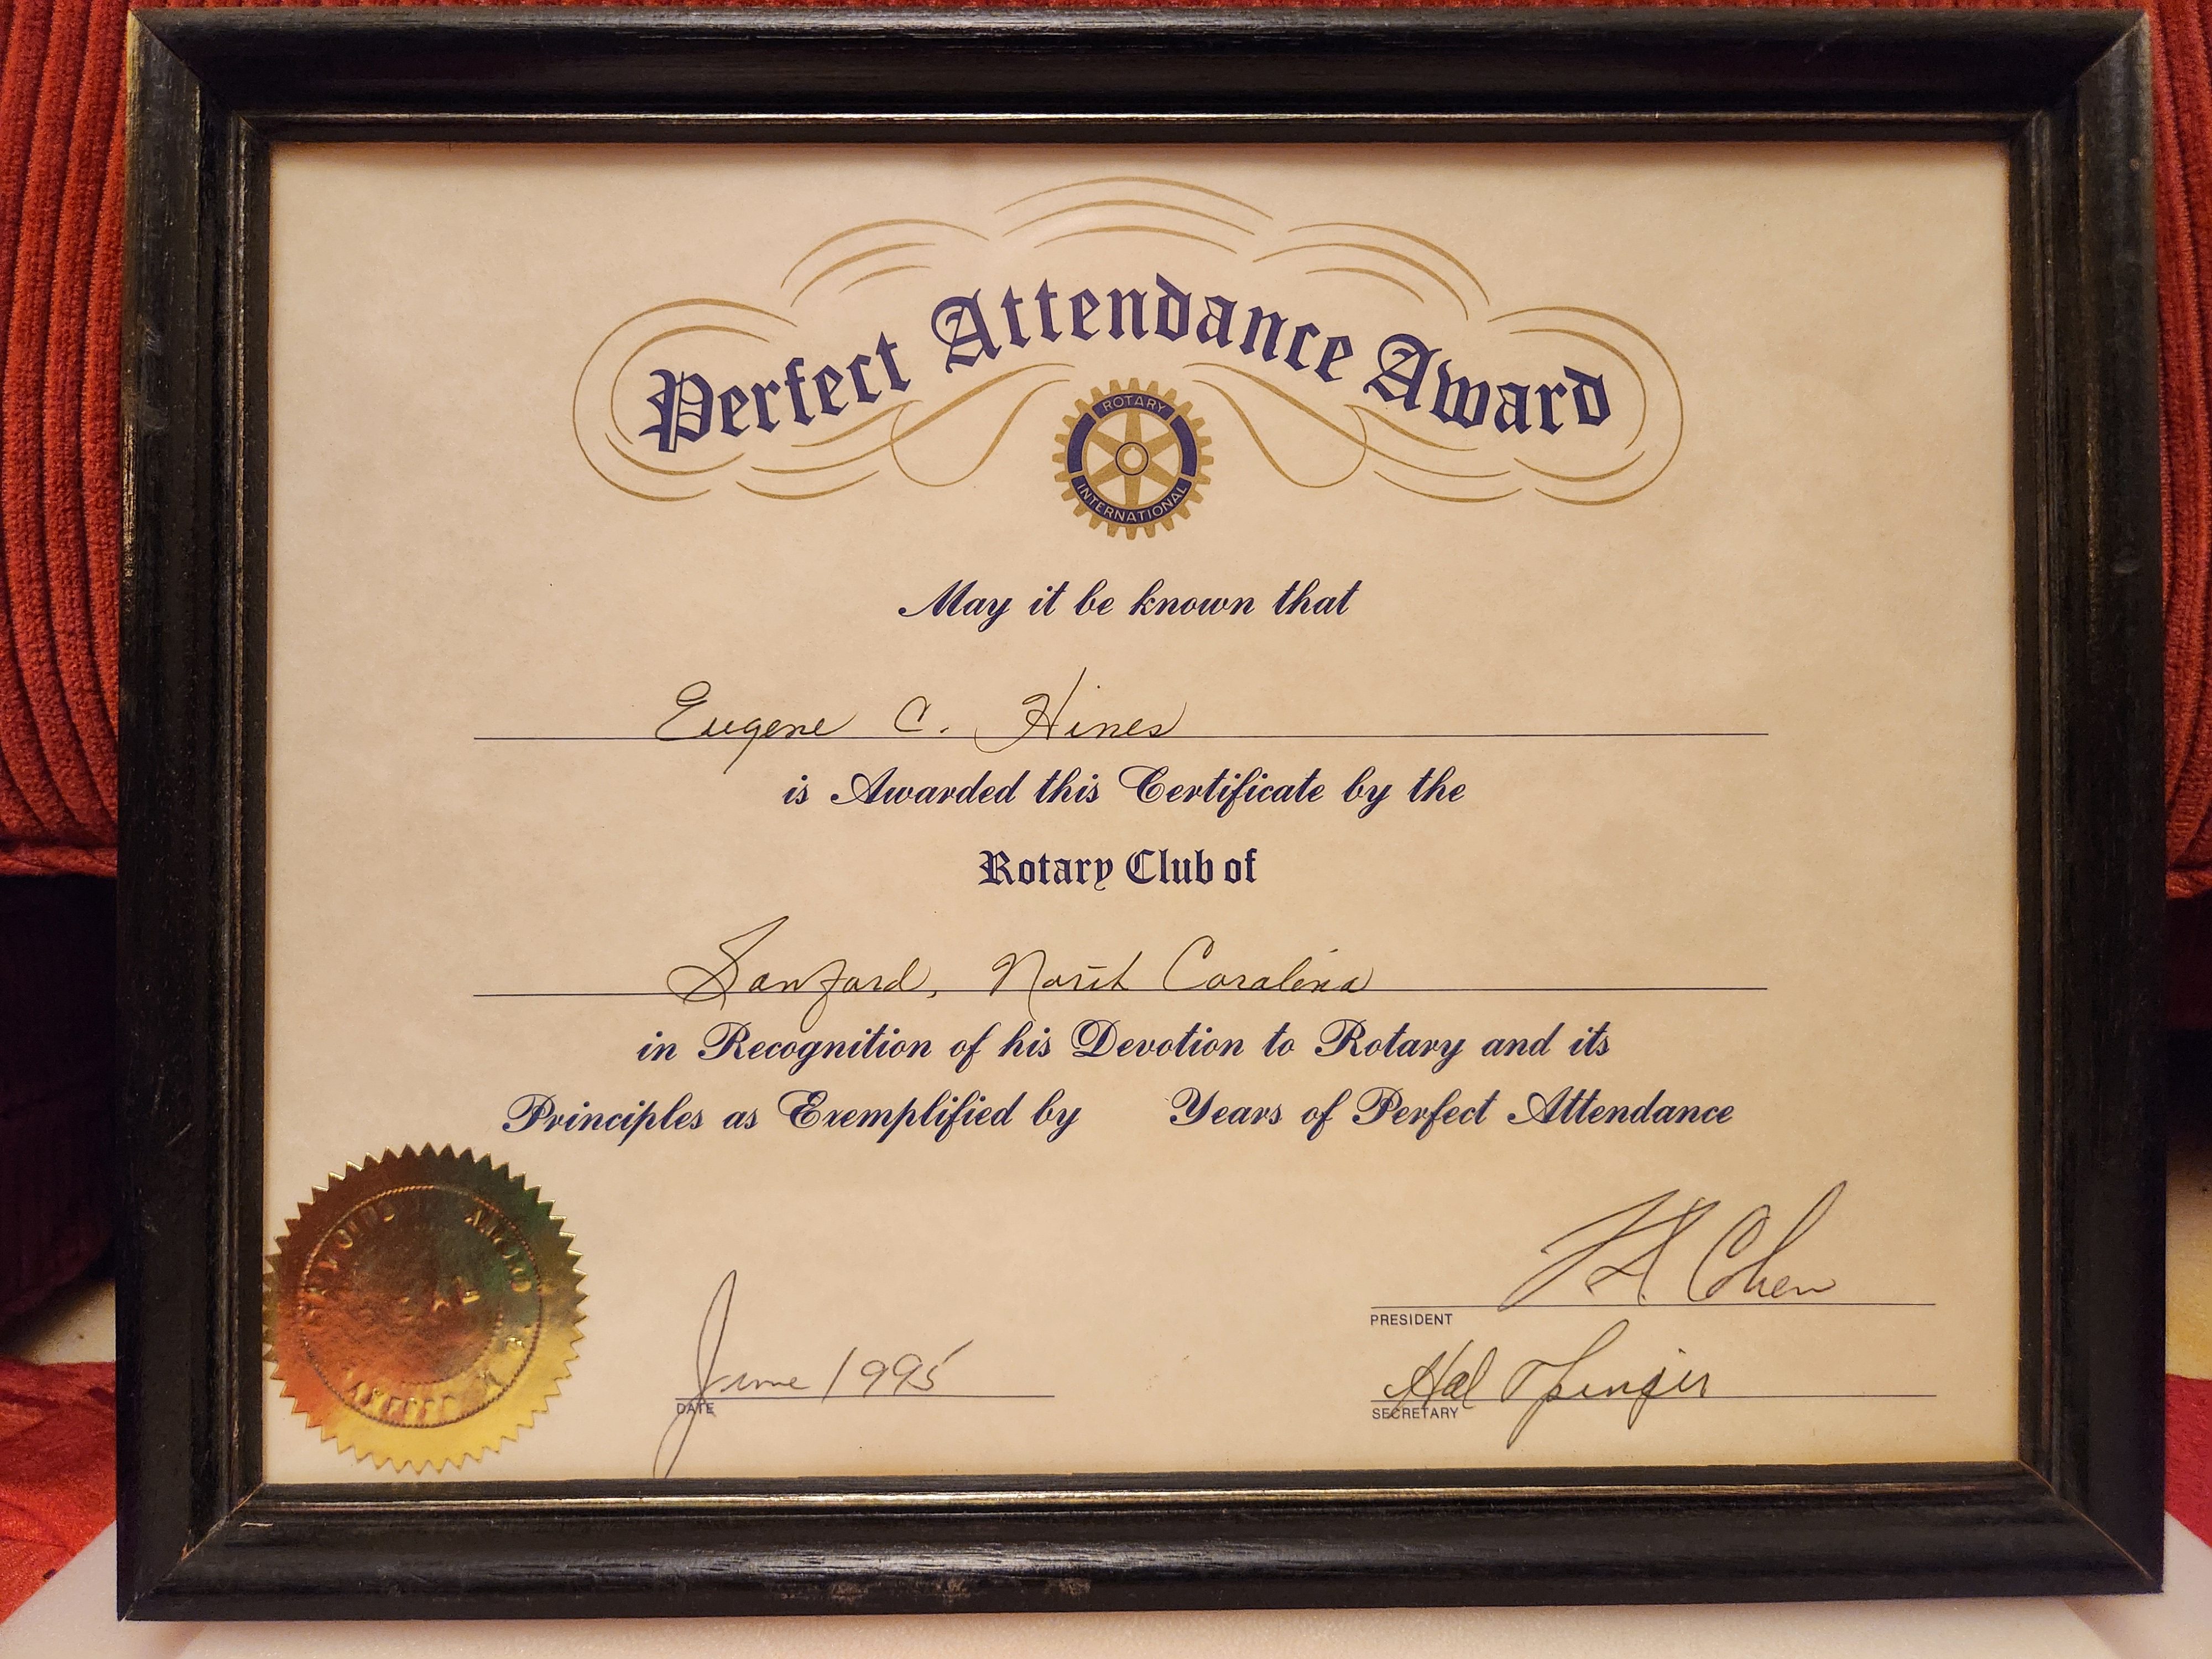 Perfect Attendance Award
ROTARY
INTERNATIONAL
May it be known that
Eugene C. Hines
is Awarded this Certificate by the
Rotary Club of
Sanford, North Carolina
in Recognition of his Devotion to Rotary and its
Principles as Exemplified by Years of Perfect Attendance
Cohen
PRESIDENT
June 1995
DATE
Hal
SECRETARY